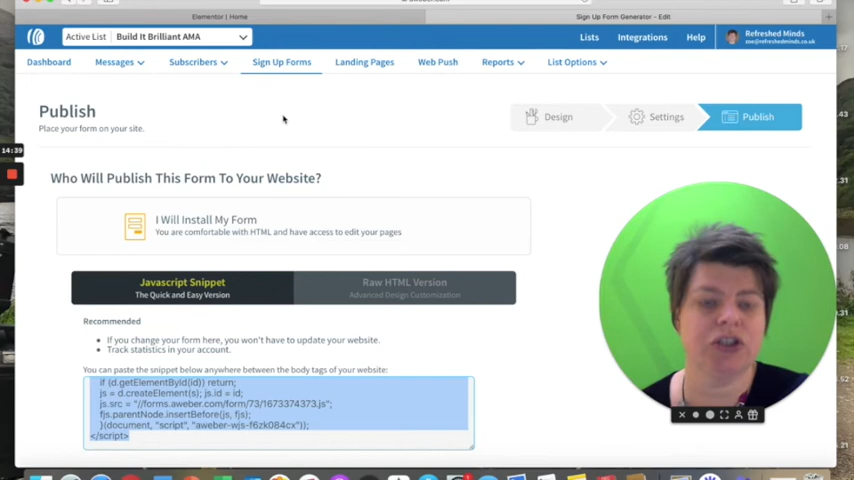 Elementor | Home
Sign Up Form Generator - Edit
Active List Build It Brilliant AMA
Lists Integrations Help Refreshed Minds
zoe@refreshedminds.co.uk
Dashboard Messages Subscribers Sign Up Forms Landing Pages Web Push Reports List Options
Publish
Place your form on your site.
Design Settings Publish
14:39
Who Will Publish This Form To Your Website?
I Will Install My Form
You are comfortable with HTML and have access to edit your pages
Javascript Snippet
The Quick and Easy Version
Raw HTML Version
Advanced Design Customization
Recommended
If you change your form here, you won't have to update your website.
Track statistics in your account.
You can paste the snippet below anywhere between the body tags of your website:
if (d.getElementById(id)) return;
js = d.createElement(s); js.id = id;
js.src = "//forms.aweber.com/form/73/1673374373.js";
fjs.parentNode.insertBefore(js, fjs);
}(document, "script", "aweber-wjs-f6zk084cx"));
</script>